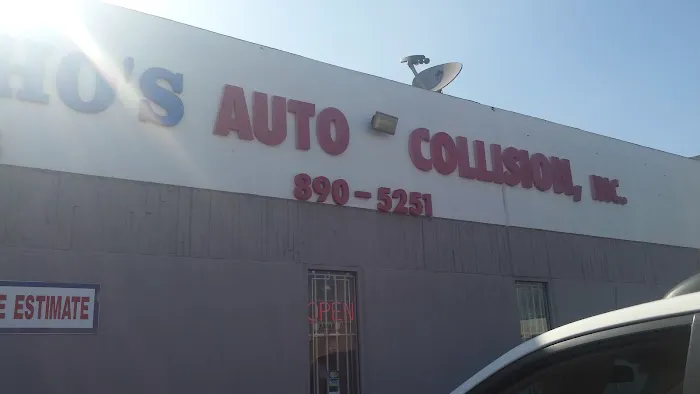 HO'S AUTO COLLISION, INC.
890-5251
E ESTIMATE
OPEN